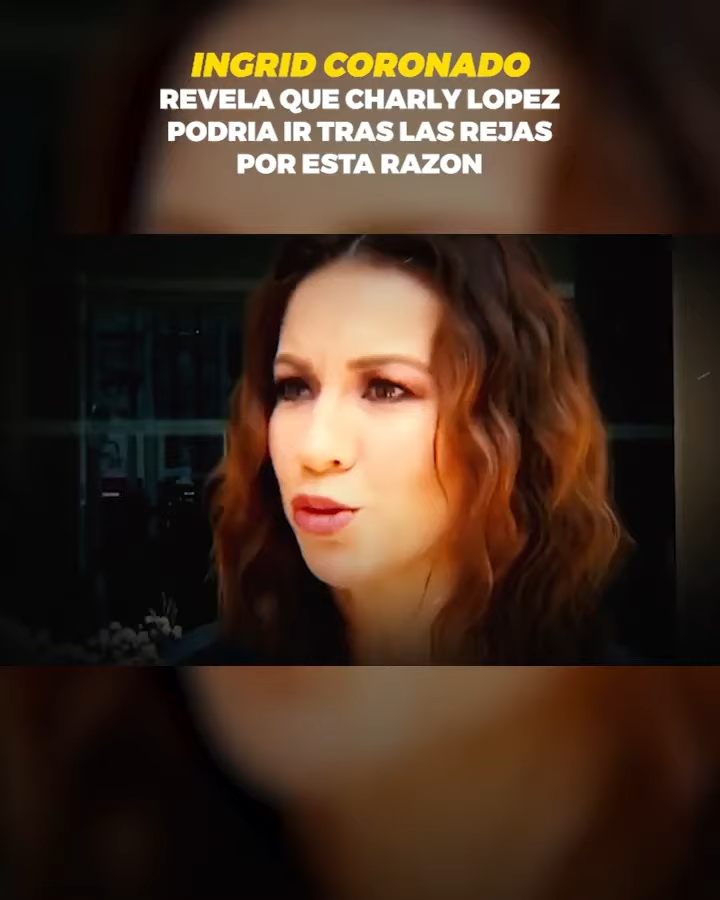 INGRID CORONADO
REVELA QUE CHARLY LOPEZ
PODRIA IR TRAS LAS REJAS
POR ESTA RAZON